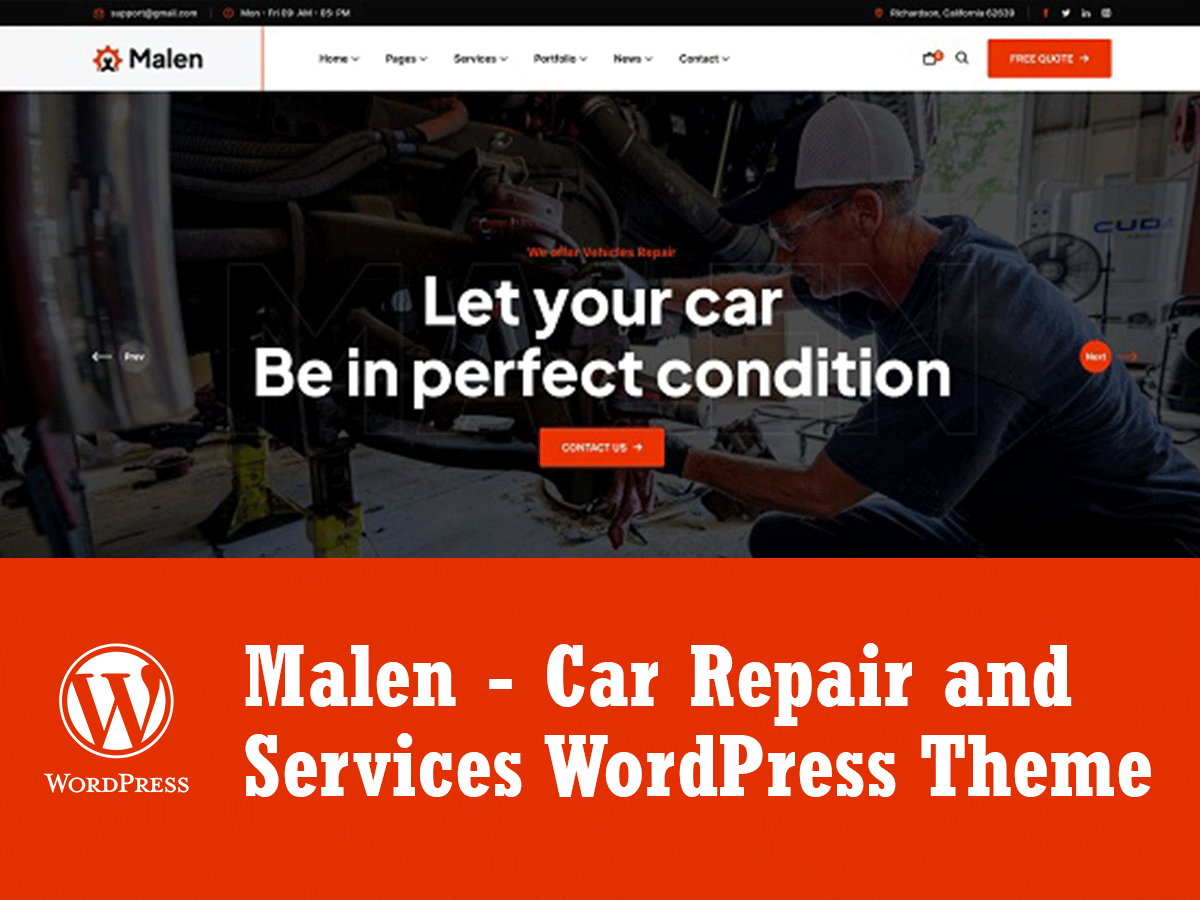 support@gmail.com
Mon - Fri 09 AM - 05 PM
Richardson, California 62639
Malen
Home Pages Services Portfolio News Contact
FREE QUOTE →
CUDA
We offer Vehicles Repair
MALEN
Let your car
Be in perfect condition
← Prev
Next →
CONTACT US →
WORDPRESS
Malen - Car Repair and
Services WordPress Theme